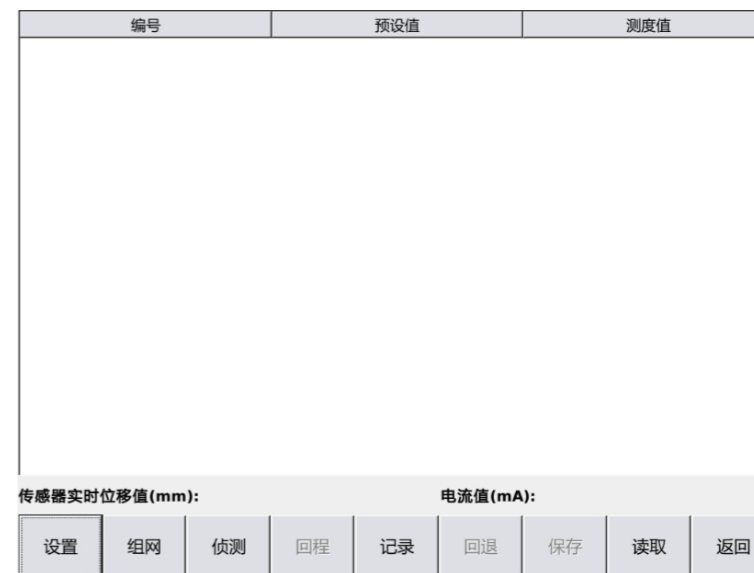 编号 预设值 测度值
传感器实时位移值(mm): 电流值(mA):
设置 组网 侦测 回程 记录 回退 保存 读取 返回